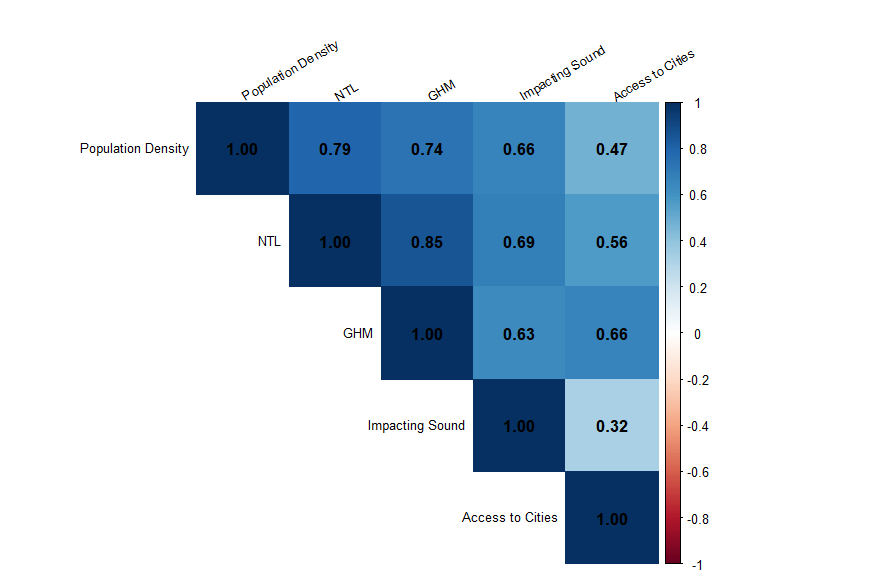 Population Density
NTL
GHM
Impacting Sound
Access to Cities
Population Density
1.00
0.79
0.74
0.66
0.47
NTL
1.00
0.85
0.69
0.56
GHM
1.00
0.63
0.66
Impacting Sound
1.00
0.32
Access to Cities
1.00
1
0.8
0.6
0.4
0.2
0
-0.2
-0.4
-0.6
-0.8
-1